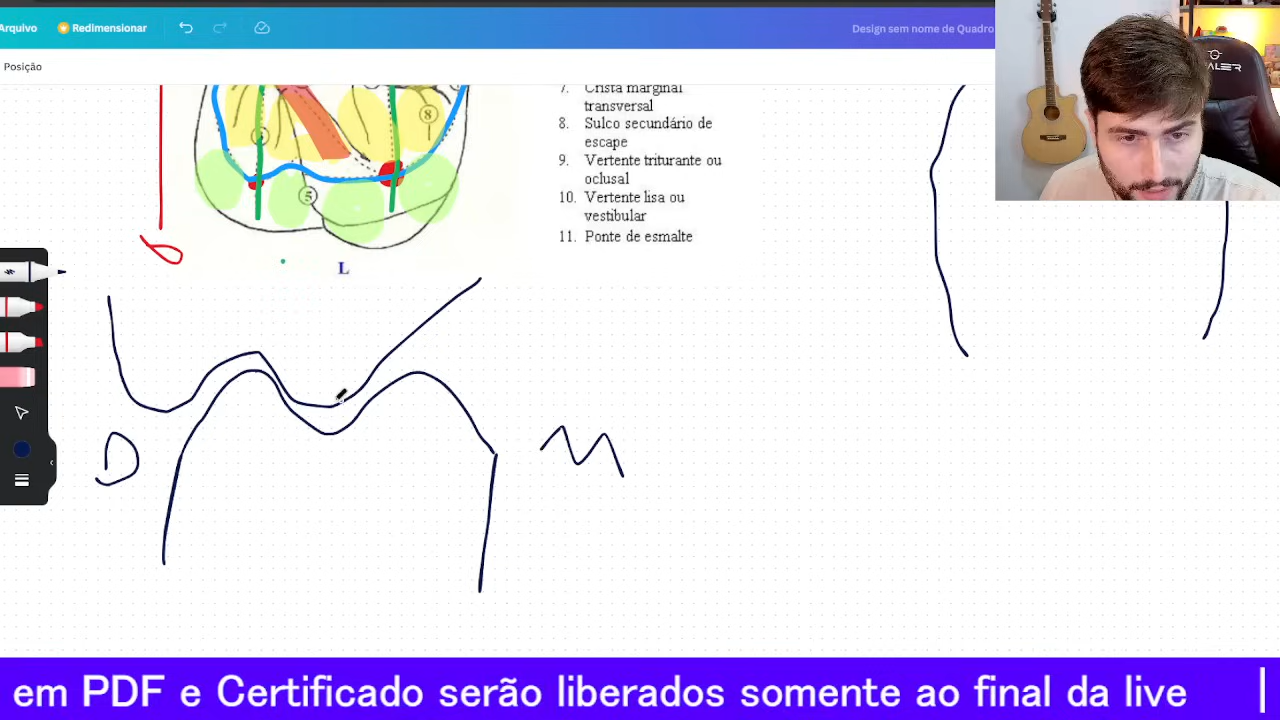 Arquivo
Redimensionar
Design sem nome de Quadro
Posição
7. Crista marginal
transversal
8. Sulco secundário de
escape
9. Vertente triturante ou
oclusal
10. Vertente lisa ou
vestibular
11. Ponte de esmalte
8
5
L
D
M
em PDF e Certificado serão liberados somente ao final da live